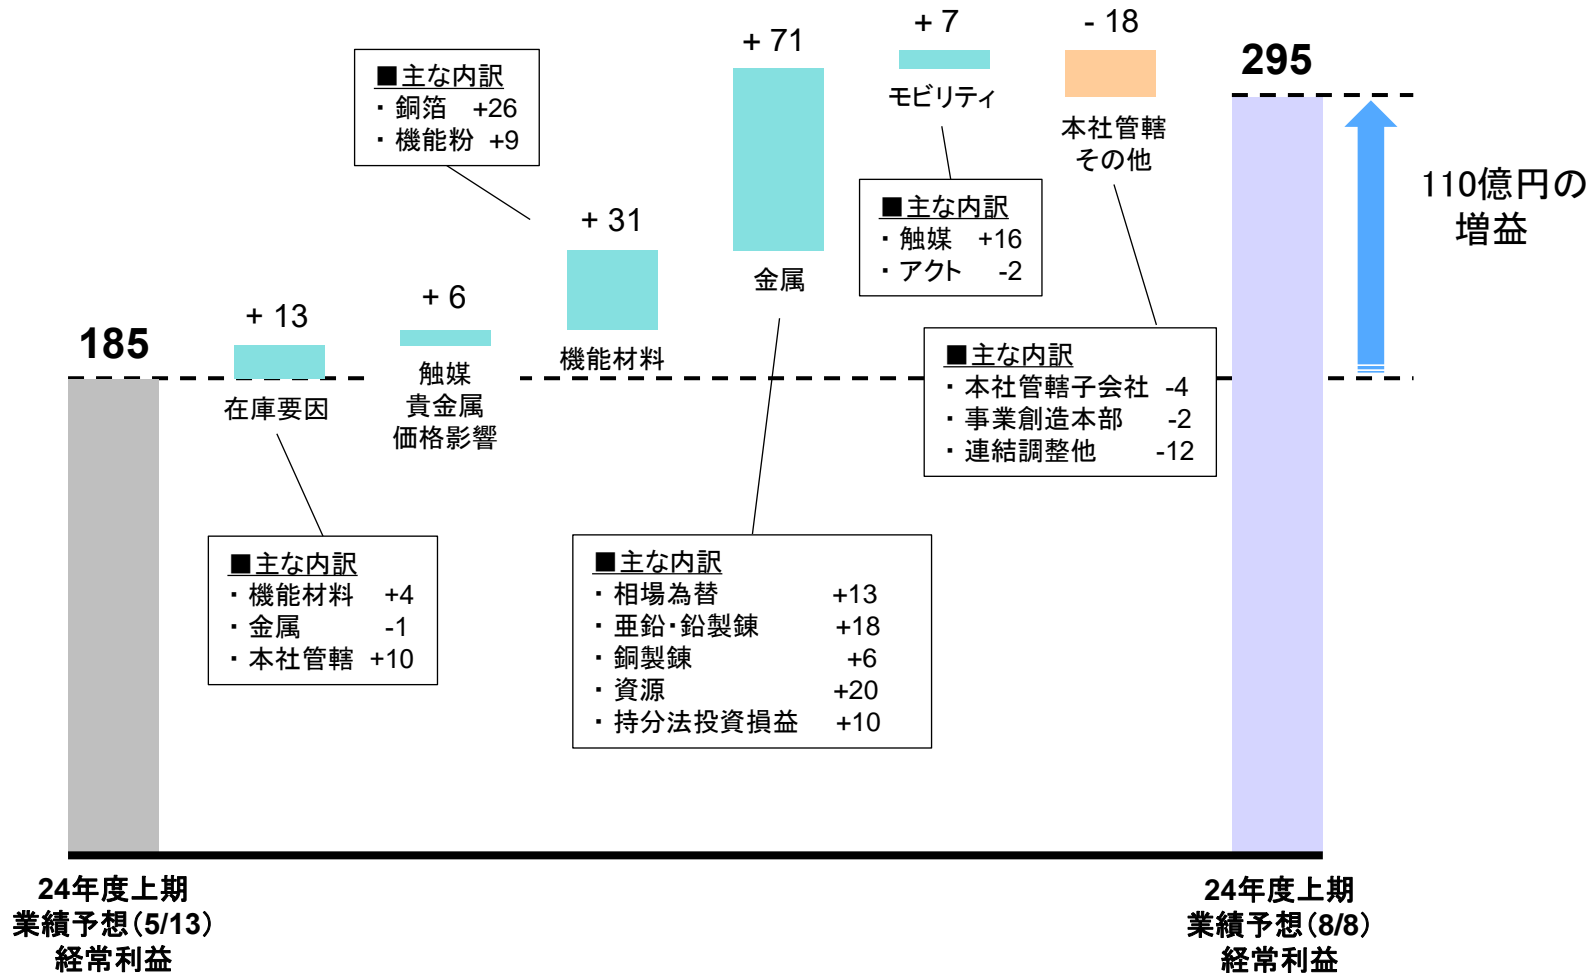 185
+ 13
在庫要因
■主な内訳
・機能材料 +4
・金属 -1
・本社管轄 +10
+ 6
触媒
貴金属
価格影響
■主な内訳
・銅箔 +26
・機能粉 +9
+ 31
機能材料
+ 71
金属
■主な内訳
・相場為替 +13
・亜鉛・鉛製錬 +18
・銅製錬 +6
・資源 +20
・持分法投資損益 +10
+ 7
モビリティ
■主な内訳
・触媒 +16
・アクト -2
- 18
本社管轄
その他
■主な内訳
・本社管轄子会社 -4
・事業創造本部 -2
・連結調整他 -12
295
110億円の
増益
24年度上期
業績予想（5/13）
経常利益
24年度上期
業績予想（8/8）
経常利益